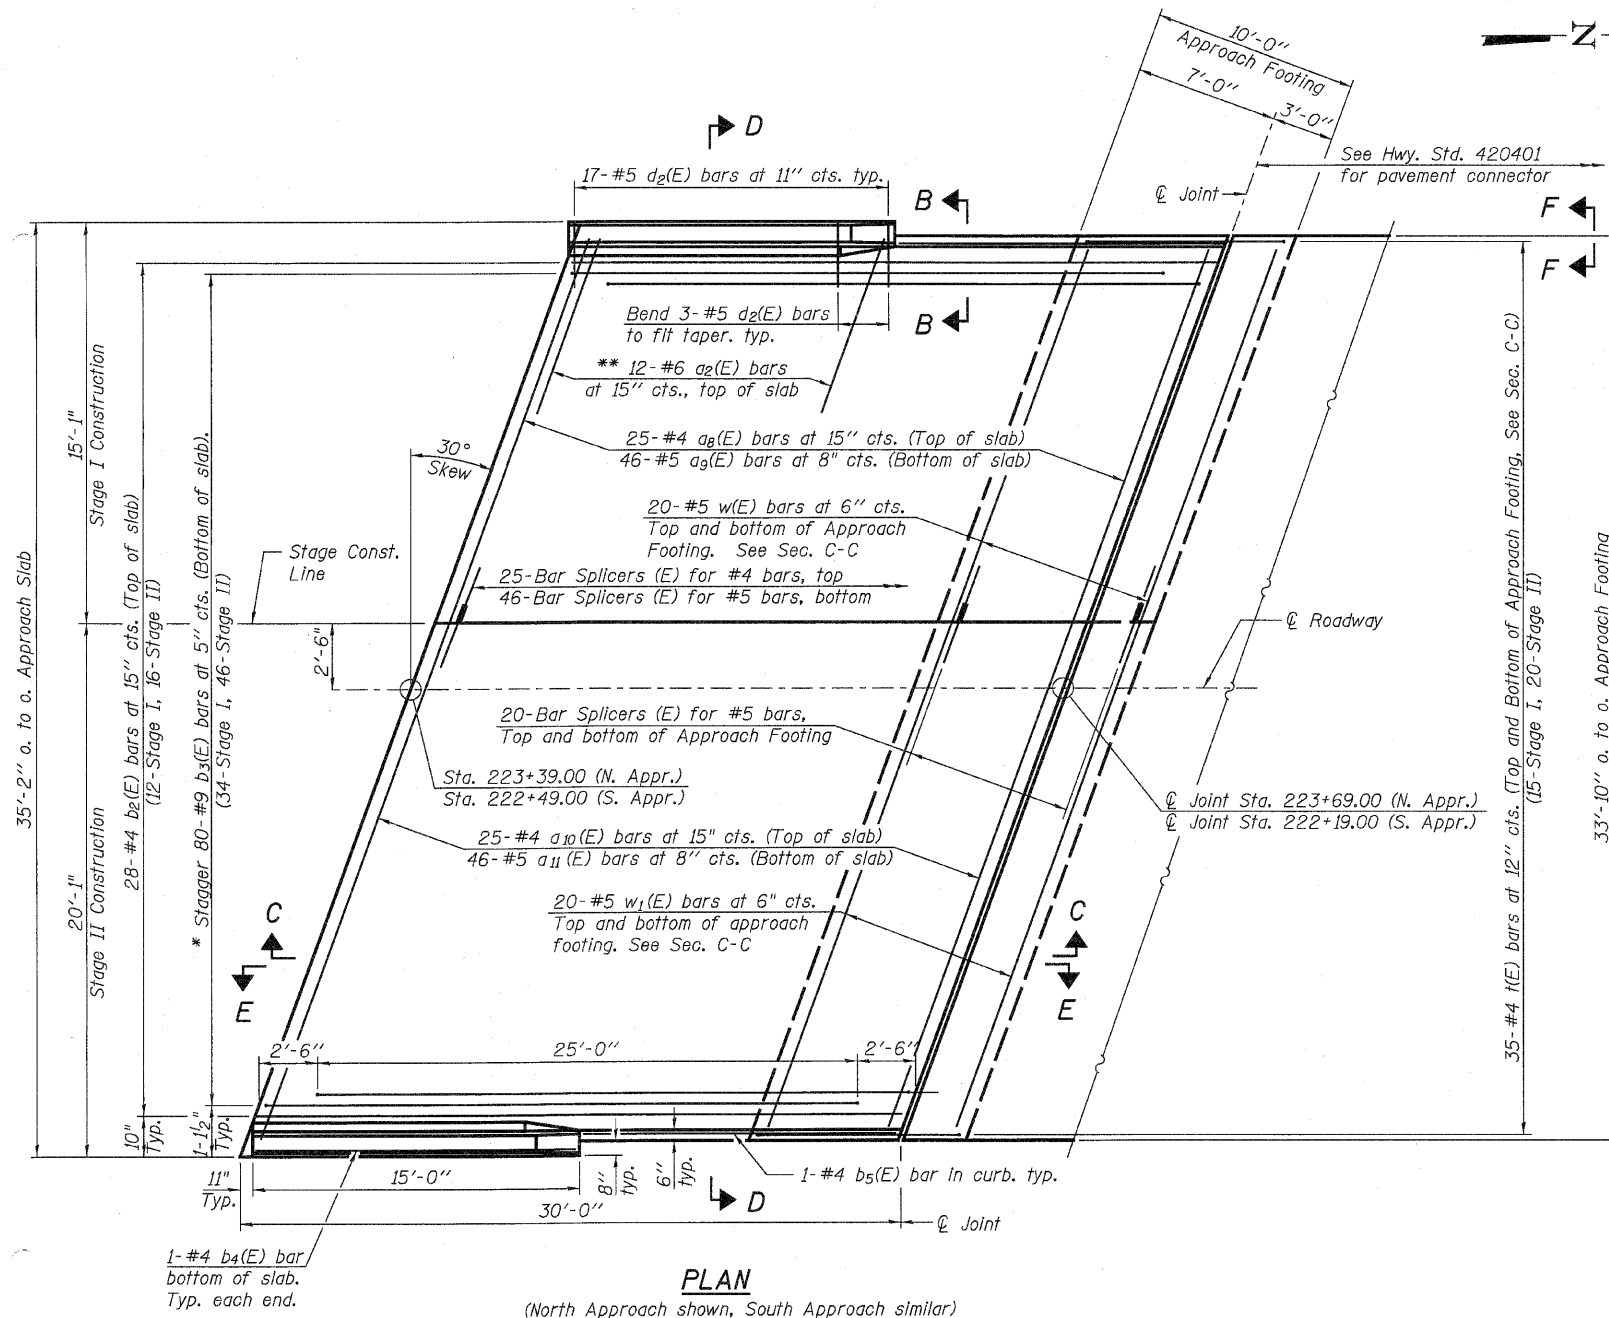 10'-0"
Approach Footing
7'-0"
3'-0"
N
D
17-#5 d2(E) bars at 11" cts. typ.
See Hwy. Std. 420401
for pavement connector
℄ Joint
B
F
F
Bend 3-#5 d2(E) bars
to fit taper. typ.
B
** 12-#6 a2(E) bars
at 15" cts., top of slab
25-#4 a8(E) bars at 15" cts. (Top of slab)
46-#5 a9(E) bars at 8" cts. (Bottom of slab)
30°
Skew
20-#5 w(E) bars at 6" cts.
Top and bottom of Approach
Footing. See Sec. C-C
Stage Const.
Line
25-Bar Splicers (E) for #4 bars, top
46-Bar Splicers (E) for #5 bars, bottom
2'-6"
℄ Roadway
20-Bar Splicers (E) for #5 bars,
Top and bottom of Approach Footing
Sta. 223+39.00 (N. Appr.)
Sta. 222+49.00 (S. Appr.)
℄ Joint Sta. 223+69.00 (N. Appr.)
℄ Joint Sta. 222+19.00 (S. Appr.)
25-#4 a10(E) bars at 15" cts. (Top of slab)
46-#5 a11(E) bars at 8" cts. (Bottom of slab)
20-#5 w1(E) bars at 6" cts.
Top and bottom of approach
footing. See Sec. C-C
C
E
C
E
35'-2" o. to o. Approach Slab
15'-1"
Stage I Construction
20'-1"
Stage II Construction
28-#4 b2(E) bars at 15" cts. (Top of slab)
(12-Stage I, 16-Stage II)
* Stager 80-#9 b3(E) bars at 5" cts. (Bottom of slab).
(34-Stage I, 46-Stage II)
35-#4 t(E) bars at 12" cts. (Top and Bottom of Approach Footing, See Sec. C-C)
(15-Stage I, 20-Stage II)
33'-10" o. to o. Approach Footing
2'-6"
25'-0"
2'-6"
10"
Typ.
1-1½"
Typ.
11"
Typ.
15'-0"
8"
typ.
6"
typ.
1-#4 b5(E) bar in curb. typ.
D
30'-0"
℄ Joint
1-#4 b4(E) bar
bottom of slab.
Typ. each end.
PLAN
(North Approach shown, South Approach similar)